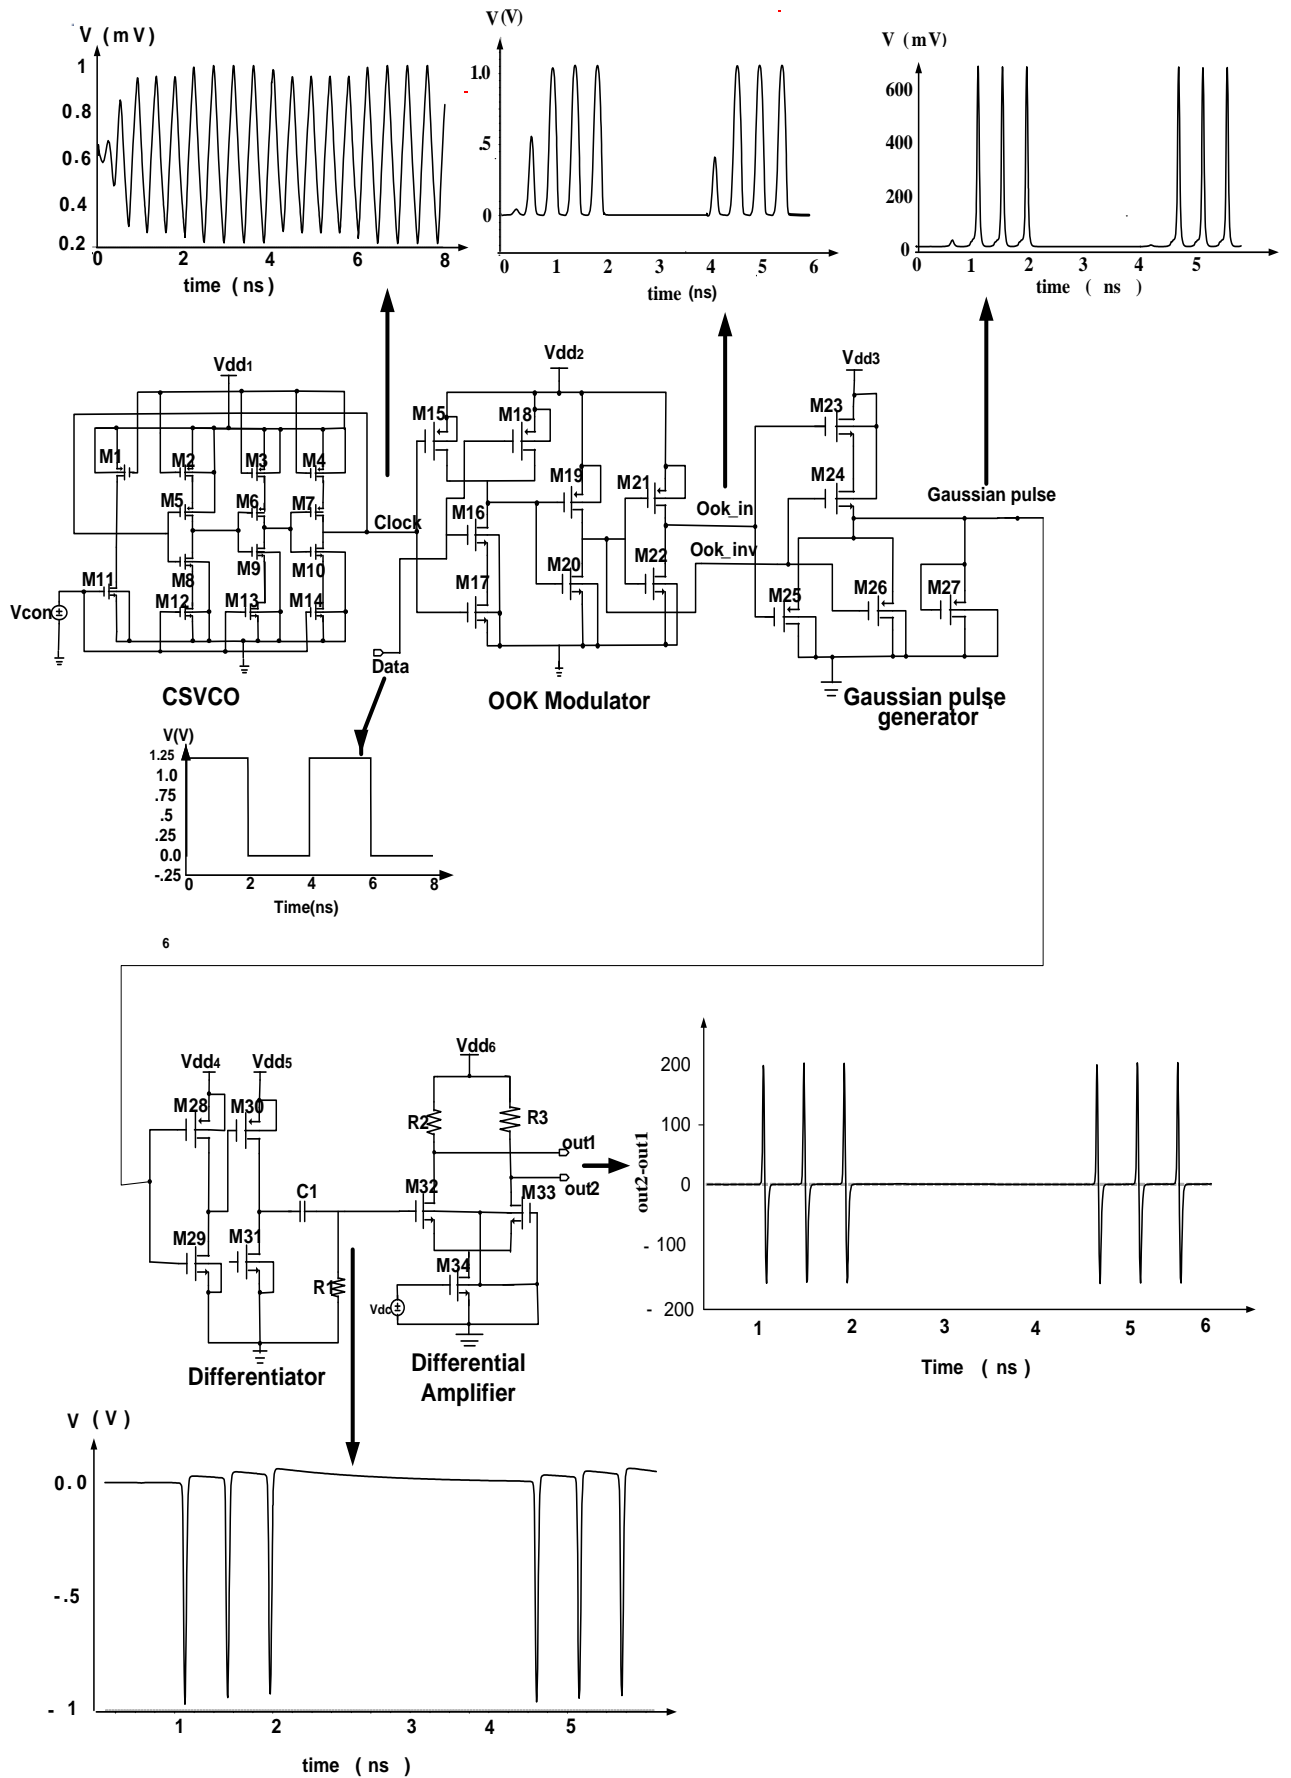 V ( m V )
1
0.8
0.6
0.4
0.2
0 2 4 6 8
time ( ns )
V (V)
1.0
.5
0
0 1 2 3 4 5 6
time (ns)
V ( mV )
600
400
200
0
0 1 2 3 4 5
time ( ns )
Vdd1
M1 M2 M3 M4
M5 M6 M7
M8 M9 M10
M11 M12 M13 M14
Vcon
CSVCO
Clock
Data
Vdd2
M15 M18
M19 M21
M16
M20 M22
M17
Ook_in
Ook_inv
OOK Modulator
Vdd3
M23
M24
Gaussian pulse
M25 M26 M27
Gaussian pulse
generator
V(V)
1.25
1.0
.75
.5
.25
0.0
-.25
0 2 4 6 8
Time(ns)
6
Vdd4 Vdd5
M28 M30
M29 M31
C1
R1
Differentiator
Vdd6
R2 R3
out1
out2
M32 M33
M34
Vdc
Differential
Amplifier
out2-out1
200
100
0
- 100
- 200
1 2 3 4 5 6
Time ( ns )
V ( V )
0.0
-.5
- 1
1 2 3 4 5
time ( ns )